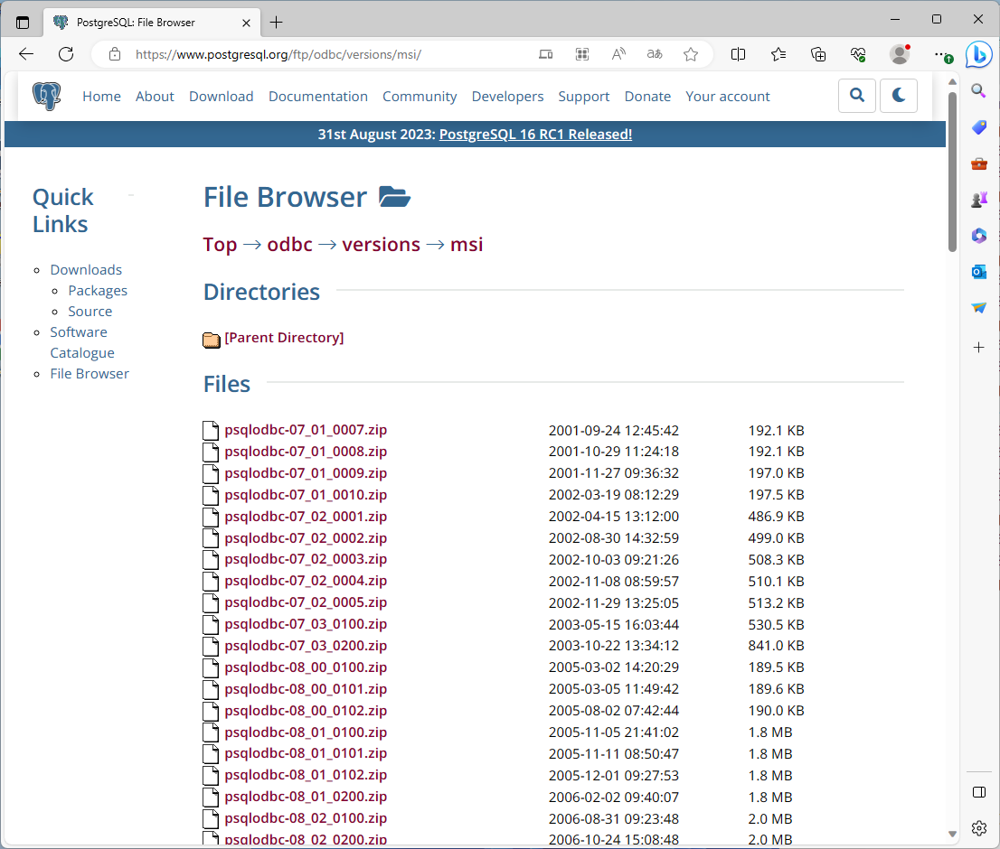 PostgreSQL: File Browser
https://www.postgresql.org/ftp/odbc/versions/msi/
Home About Download Documentation Community Developers Support Donate Your account
31st August 2023: PostgreSQL 16 RC1 Released!
Quick
Links
Downloads
Packages
Source
Software
Catalogue
File Browser
File Browser
Top → odbc → versions → msi
Directories
[Parent Directory]
Files
psqlodbc-07_01_0007.zip 2001-09-24 12:45:42 192.1 KB
psqlodbc-07_01_0008.zip 2001-10-29 11:24:18 192.1 KB
psqlodbc-07_01_0009.zip 2001-11-27 09:36:32 197.0 KB
psqlodbc-07_01_0010.zip 2002-03-19 08:12:29 197.5 KB
psqlodbc-07_02_0001.zip 2002-04-15 13:12:00 486.9 KB
psqlodbc-07_02_0002.zip 2002-08-30 14:32:59 499.0 KB
psqlodbc-07_02_0003.zip 2002-10-03 09:21:26 508.3 KB
psqlodbc-07_02_0004.zip 2002-11-08 08:59:57 510.1 KB
psqlodbc-07_02_0005.zip 2002-11-29 13:25:05 513.2 KB
psqlodbc-07_03_0100.zip 2003-05-15 16:03:44 530.5 KB
psqlodbc-07_03_0200.zip 2003-10-22 13:34:12 841.0 KB
psqlodbc-08_00_0100.zip 2005-03-02 14:20:29 189.5 KB
psqlodbc-08_00_0101.zip 2005-03-05 11:49:42 189.6 KB
psqlodbc-08_00_0102.zip 2005-08-02 07:42:44 190.0 KB
psqlodbc-08_01_0100.zip 2005-11-05 21:41:02 1.8 MB
psqlodbc-08_01_0101.zip 2005-11-11 08:50:47 1.8 MB
psqlodbc-08_01_0102.zip 2005-12-01 09:27:53 1.8 MB
psqlodbc-08_01_0200.zip 2006-02-02 09:40:07 1.8 MB
psqlodbc-08_02_0100.zip 2006-08-31 09:23:48 2.0 MB
psqlodbc-08_02_0200.zip 2006-10-24 15:08:48 2.0 MB